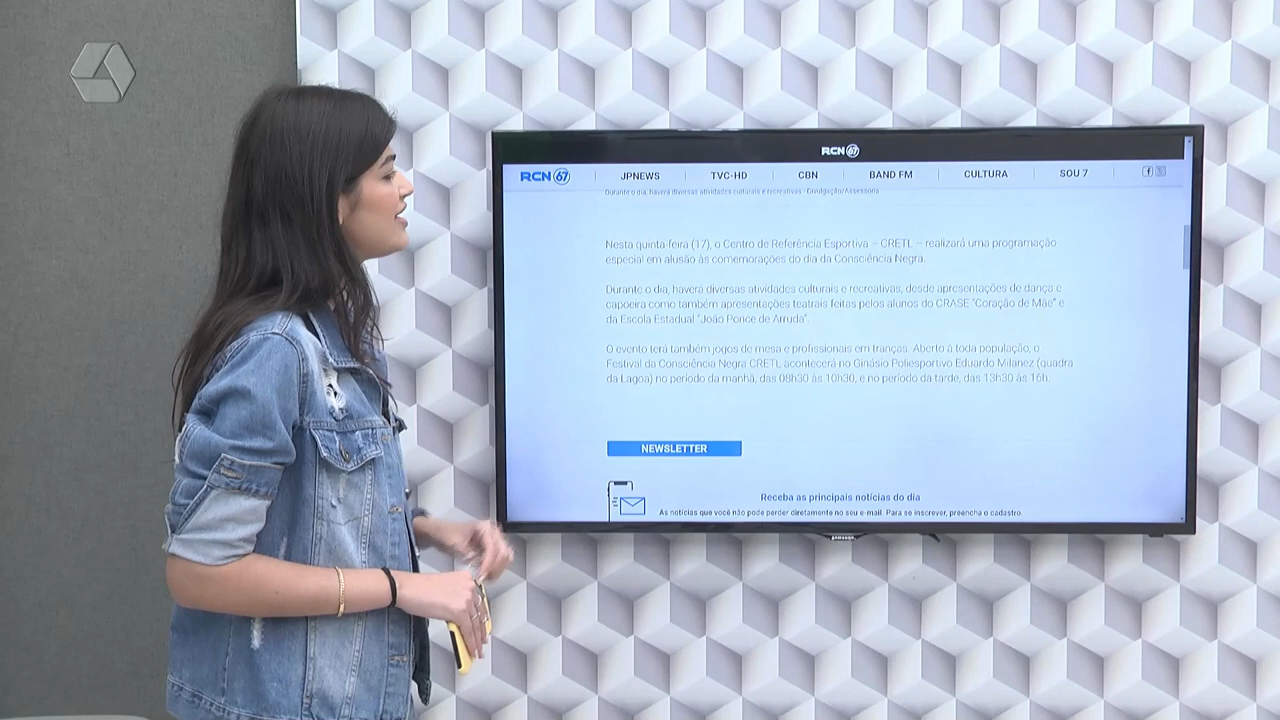 RCN 67
RCN 67 JPNEWS TVC-HD CBN BAND FM CULTURA SOU 7
Durante o dia, haverá diversas atividades culturais e recreativas - Divulgação/Assessoria
Nesta quinta-feira (17), o Centro de Referência Esportiva – CRETL – realizará uma programação
especial em alusão às comemorações do dia da Consciência Negra.
Durante o dia, haverá diversas atividades culturais e recreativas, desde apresentações de dança e
capoeira como também apresentações teatrais feitas pelos alunos do CRASE "Coração de Mãe" e
da Escola Estadual "João Ponce de Arruda".
O evento terá também jogos de mesa e profissionais em tranças. Aberto à toda população, o
Festival da Consciência Negra CRETL acontecerá no Ginásio Poliesportivo Eduardo Milanez (quadra
da Lagoa) no período da manhã, das 08h30 às 10h30, e no período da tarde, das 13h30 às 16h.
NEWSLETTER
Receba as principais notícias do dia
As notícias que você não pode perder diretamente no seu e-mail. Para se inscrever, preencha o cadastro.